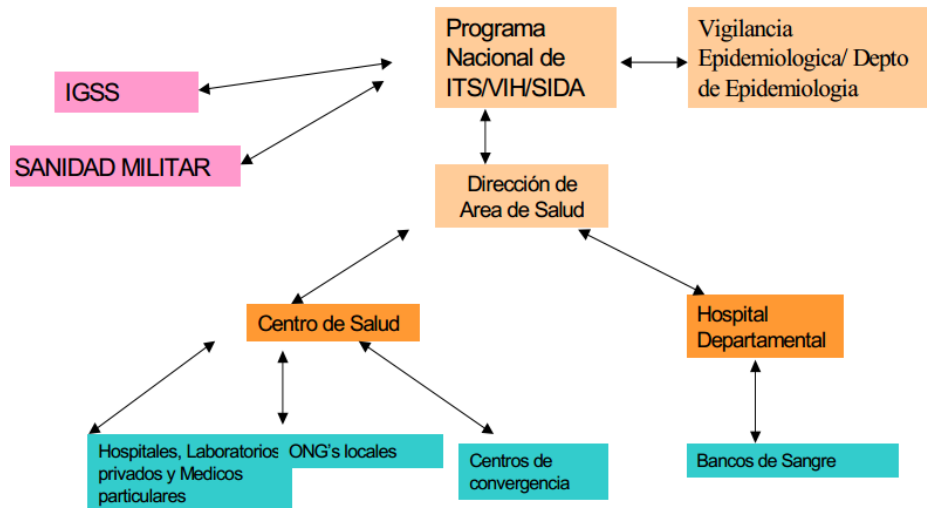 Programa
Nacional de
ITS/VIH/SIDA
Vigilancia
Epidemiologica/ Depto
de Epidemiologia
IGSS
SANIDAD MILITAR
Dirección de
Area de Salud
Centro de Salud
Hospital
Departamental
Hospitales, Laboratorios
privados y Medicos
particulares
ONG's locales
Centros de
convergencia
Bancos de Sangre